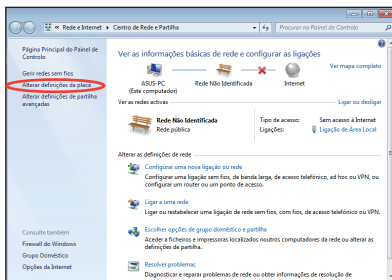 Rede e Internet ▸ Centro de Rede e Partilha
Procurar no Painel de Controlo
Página Principal do Painel de
Controlo
Gerir redes sem fios
Alterar definições da placa
Alterar definições de partilha
avançadas
Ver as informações básicas de rede e configurar as ligações
Ver mapa completo
ASUS-PC
(Este computador)
Rede Não Identificada
Internet
Ver as redes activas
Ligar ou desligar
Rede Não Identificada
Rede pública
Tipo de acesso: Sem acesso à Internet
Ligações: Ligação de Área Local
Alterar as definições de rede
Configurar uma nova ligação ou rede
Configurar uma ligação sem fios, de banda larga, de acesso telefónico, ad hoc ou VPN, ou
configurar um router ou um ponto de acesso.
Ligar a uma rede
Ligar ou restabelecer uma ligação de rede sem fios, com fios, de acesso telefónico ou VPN.
Escolher opções de grupo doméstico e partilha
Aceder a ficheiros e impressoras localizados noutros computadores da rede ou alterar as
definições de partilha.
Resolver problemas
Diagnosticar e reparar problemas de rede ou obter informações de resolução de
Consulte também
Firewall do Windows
Grupo Doméstico
Opções da Internet